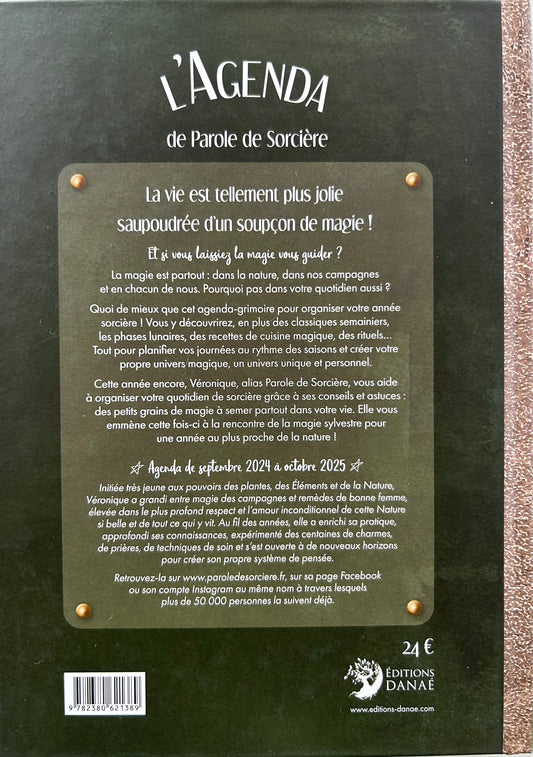 L'AGENDA
de Parole de Sorcière
La vie est tellement plus jolie
saupoudrée d'un soupçon de magie !
Et si vous laissiez la magie vous guider ?
La magie est partout : dans la nature, dans nos campagnes
et en chacun de nous. Pourquoi pas dans votre quotidien aussi ?
Quoi de mieux que cet agenda-grimoire pour organiser votre année
sorcière ! Vous y découvrirez, en plus des classiques semainiers,
les phases lunaires, des recettes de cuisine magique, des rituels...
Tout pour planifier vos journées au rythme des saisons et créer votre
propre univers magique, un univers unique et personnel.
Cette année encore, Véronique, alias Parole de Sorcière, vous aide
à organiser votre quotidien de sorcière grâce à ses conseils et astuces :
des petits grains de magie à semer partout dans votre vie. Elle vous
emmène cette fois-ci à la rencontre de la magie sylvestre pour
une année au plus proche de la nature !
Agenda de septembre 2024 à octobre 2025
Initiée très jeune aux pouvoirs des plantes, des Éléments et de la Nature,
Véronique a grandi entre magie des campagnes et remèdes de bonne femme,
élevée dans le plus profond respect et l'amour inconditionnel de cette Nature
si belle et de tout ce qui y vit. Au fil des années, elle a enrichi sa pratique,
approfondi ses connaissances, expérimenté des centaines de charmes,
de prières, de techniques de soin et s'est ouverte à de nouveaux horizons
pour créer son propre système de pensée.
Retrouvez-la sur www.paroledesorciere.fr, sur sa page Facebook
ou son compte Instagram au même nom à travers lesquels
plus de 50 000 personnes la suivent déjà.
24 €
ÉDITIONS
DANAÉ
www.editions-danae.com
9 782380 621389